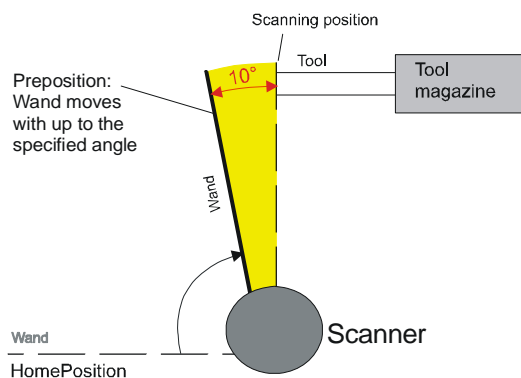 Scanning position
10°
Tool
Tool
magazine
Preposition:
Wand moves
with up to the
specified angle
Wand
Wand
Scanner
HomePosition